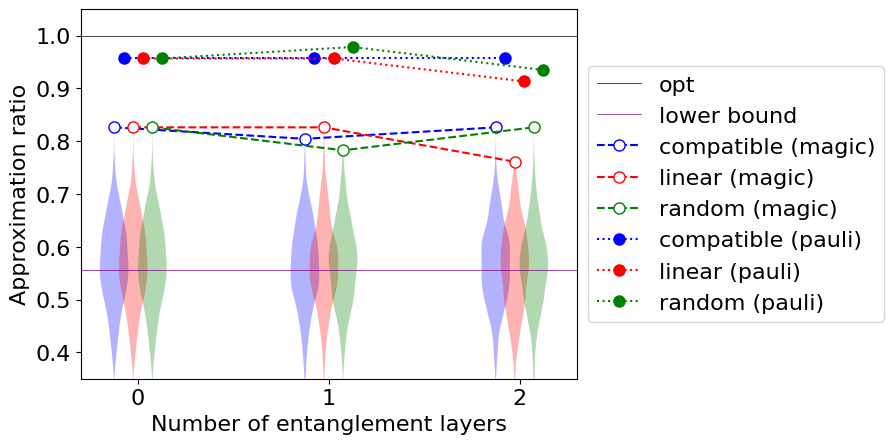 1.0
0.9
0.8
0.7
0.6
0.5
0.4
Approximation ratio
0
1
2
Number of entanglement layers
opt
lower bound
compatible (magic)
linear (magic)
random (magic)
compatible (pauli)
linear (pauli)
random (pauli)